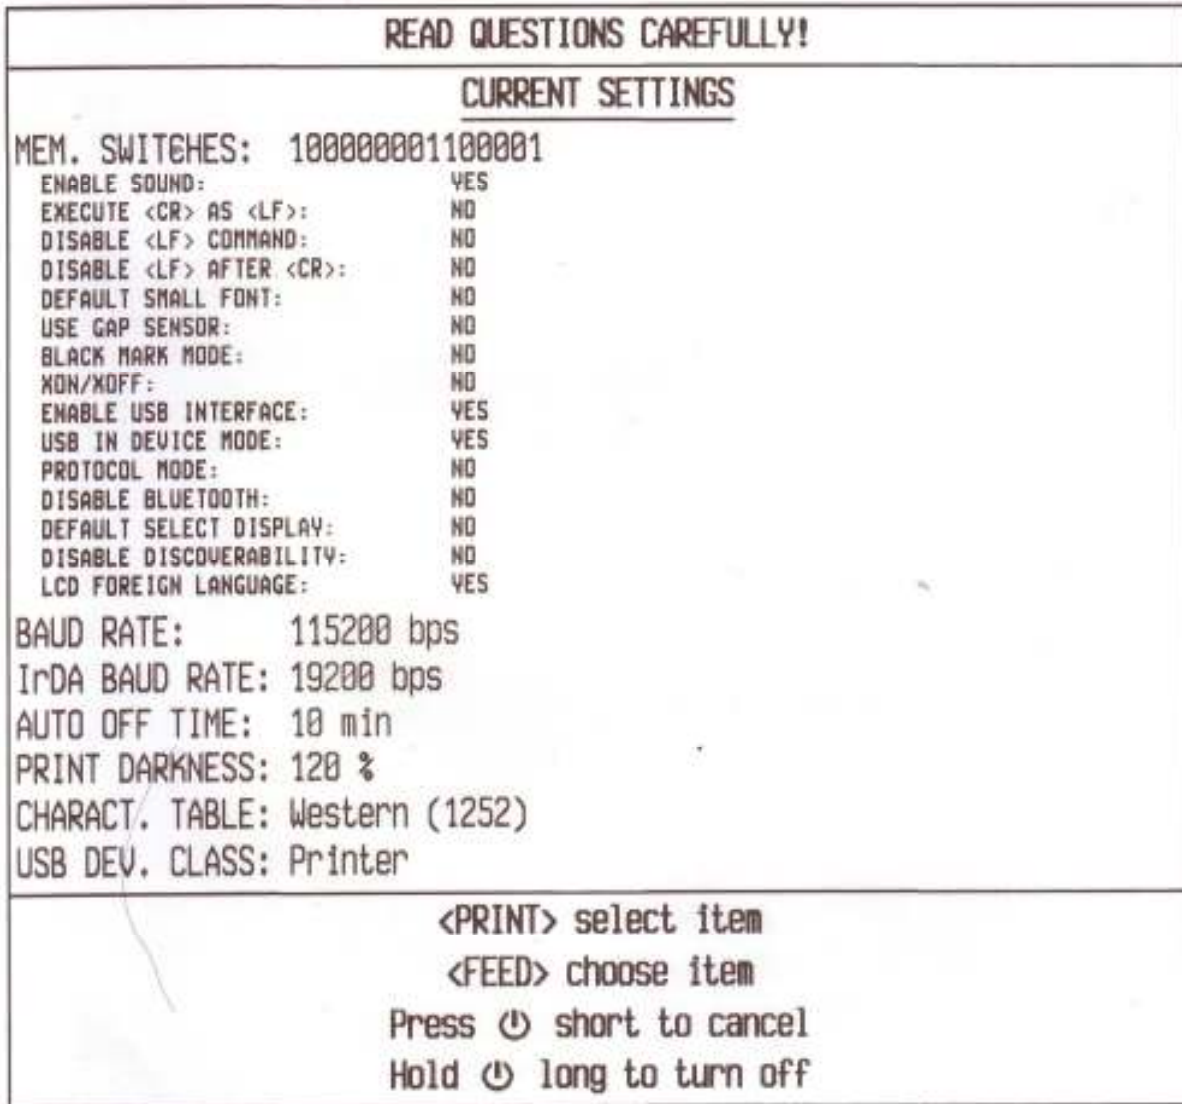 READ QUESTIONS CAREFULLY!
CURRENT SETTINGS
MEM. SWITCHES: 100000001100001
ENABLE SOUND: YES
EXECUTE <CR> AS <LF>: NO
DISABLE <LF> COMMAND: NO
DISABLE <LF> AFTER <CR>: NO
DEFAULT SMALL FONT: NO
USE GAP SENSOR: NO
BLACK MARK MODE: NO
XON/XOFF: NO
ENABLE USB INTERFACE: YES
USB IN DEVICE MODE: YES
PROTOCOL MODE: NO
DISABLE BLUETOOTH: NO
DEFAULT SELECT DISPLAY: NO
DISABLE DISCOVERABILITY: NO
LCD FOREIGN LANGUAGE: YES
BAUD RATE: 115200 bps
IrDA BAUD RATE: 19200 bps
AUTO OFF TIME: 10 min
PRINT DARKNESS: 120 %
CHARACT. TABLE: Western (1252)
USB DEV. CLASS: Printer
<PRINT> select item
<FEED> choose item
Press ⏻ short to cancel
Hold ⏻ long to turn off